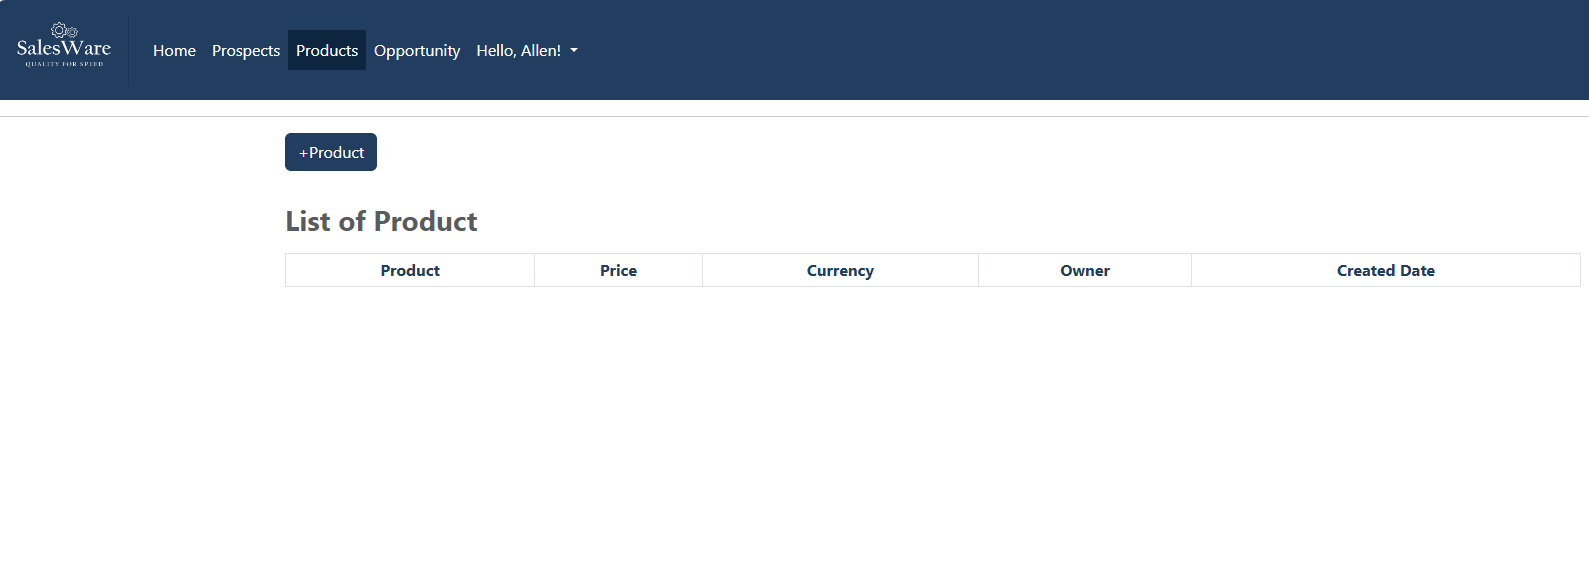 SalesWare
QUALITY FOR SPEED
Home Prospects Products Opportunity Hello, Allen!
+Product
List of Product
Product Price Currency Owner Created Date